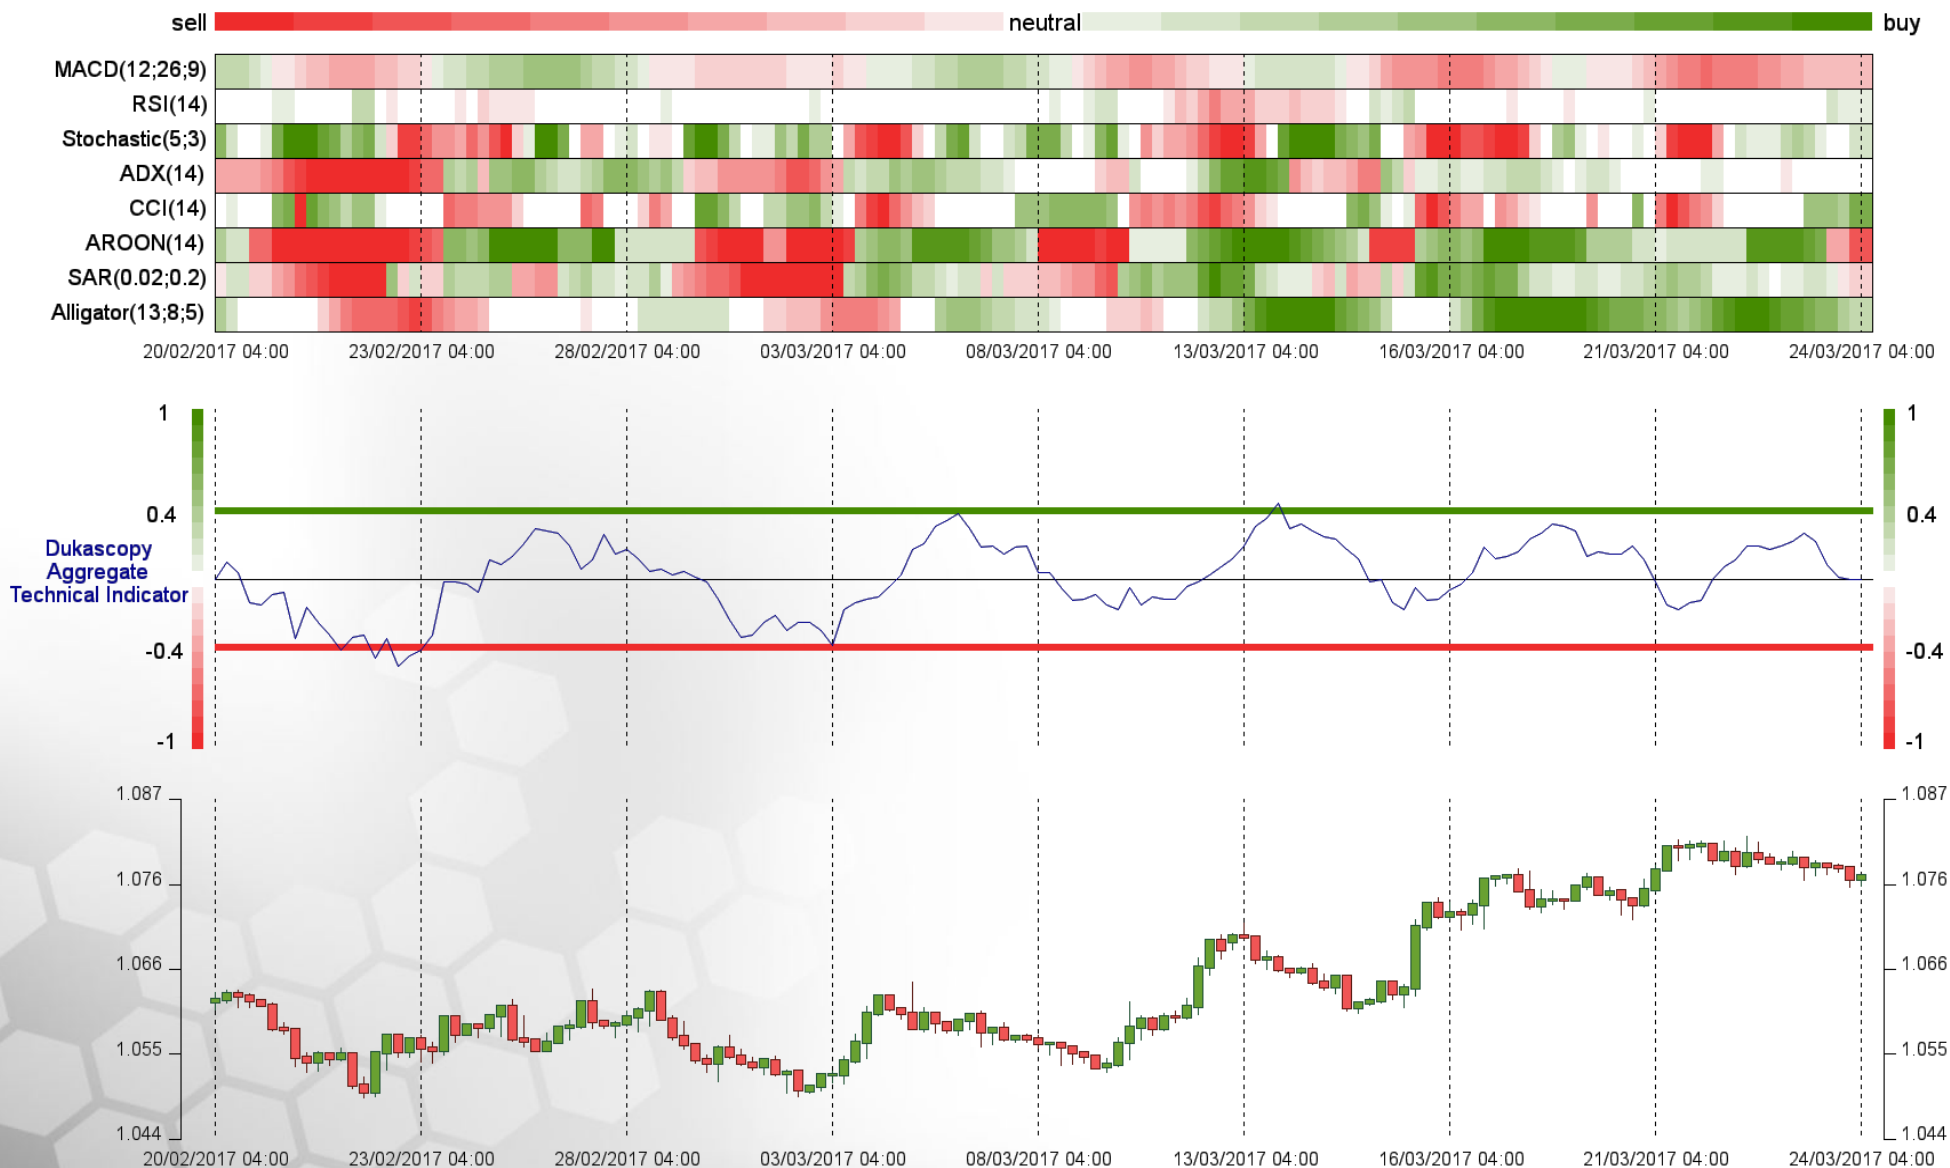 sell neutral buy
MACD(12;26;9)
RSI(14)
Stochastic(5;3)
ADX(14)
CCI(14)
AROON(14)
SAR(0.02;0.2)
Alligator(13;8;5)
20/02/2017 04:00 23/02/2017 04:00 28/02/2017 04:00 03/03/2017 04:00 08/03/2017 04:00 13/03/2017 04:00 16/03/2017 04:00 21/03/2017 04:00 24/03/2017 04:00
1 1
0.4 0.4
Dukascopy
Aggregate
Technical Indicator
-0.4 -0.4
-1 -1
1.087 1.087
1.076 1.076
1.066 1.066
1.055 1.055
1.044 1.044
20/02/2017 04:00 23/02/2017 04:00 28/02/2017 04:00 03/03/2017 04:00 08/03/2017 04:00 13/03/2017 04:00 16/03/2017 04:00 21/03/2017 04:00 24/03/2017 04:00